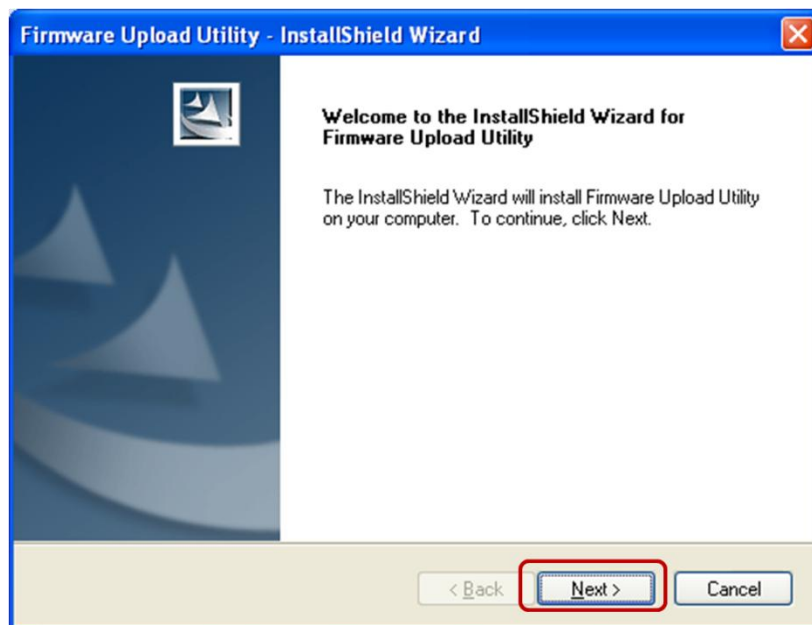 Firmware Upload Utility - InstallShield Wizard
Welcome to the InstallShield Wizard for
Firmware Upload Utility
The InstallShield Wizard will install Firmware Upload Utility
on your computer. To continue, click Next.
< Back Next > Cancel